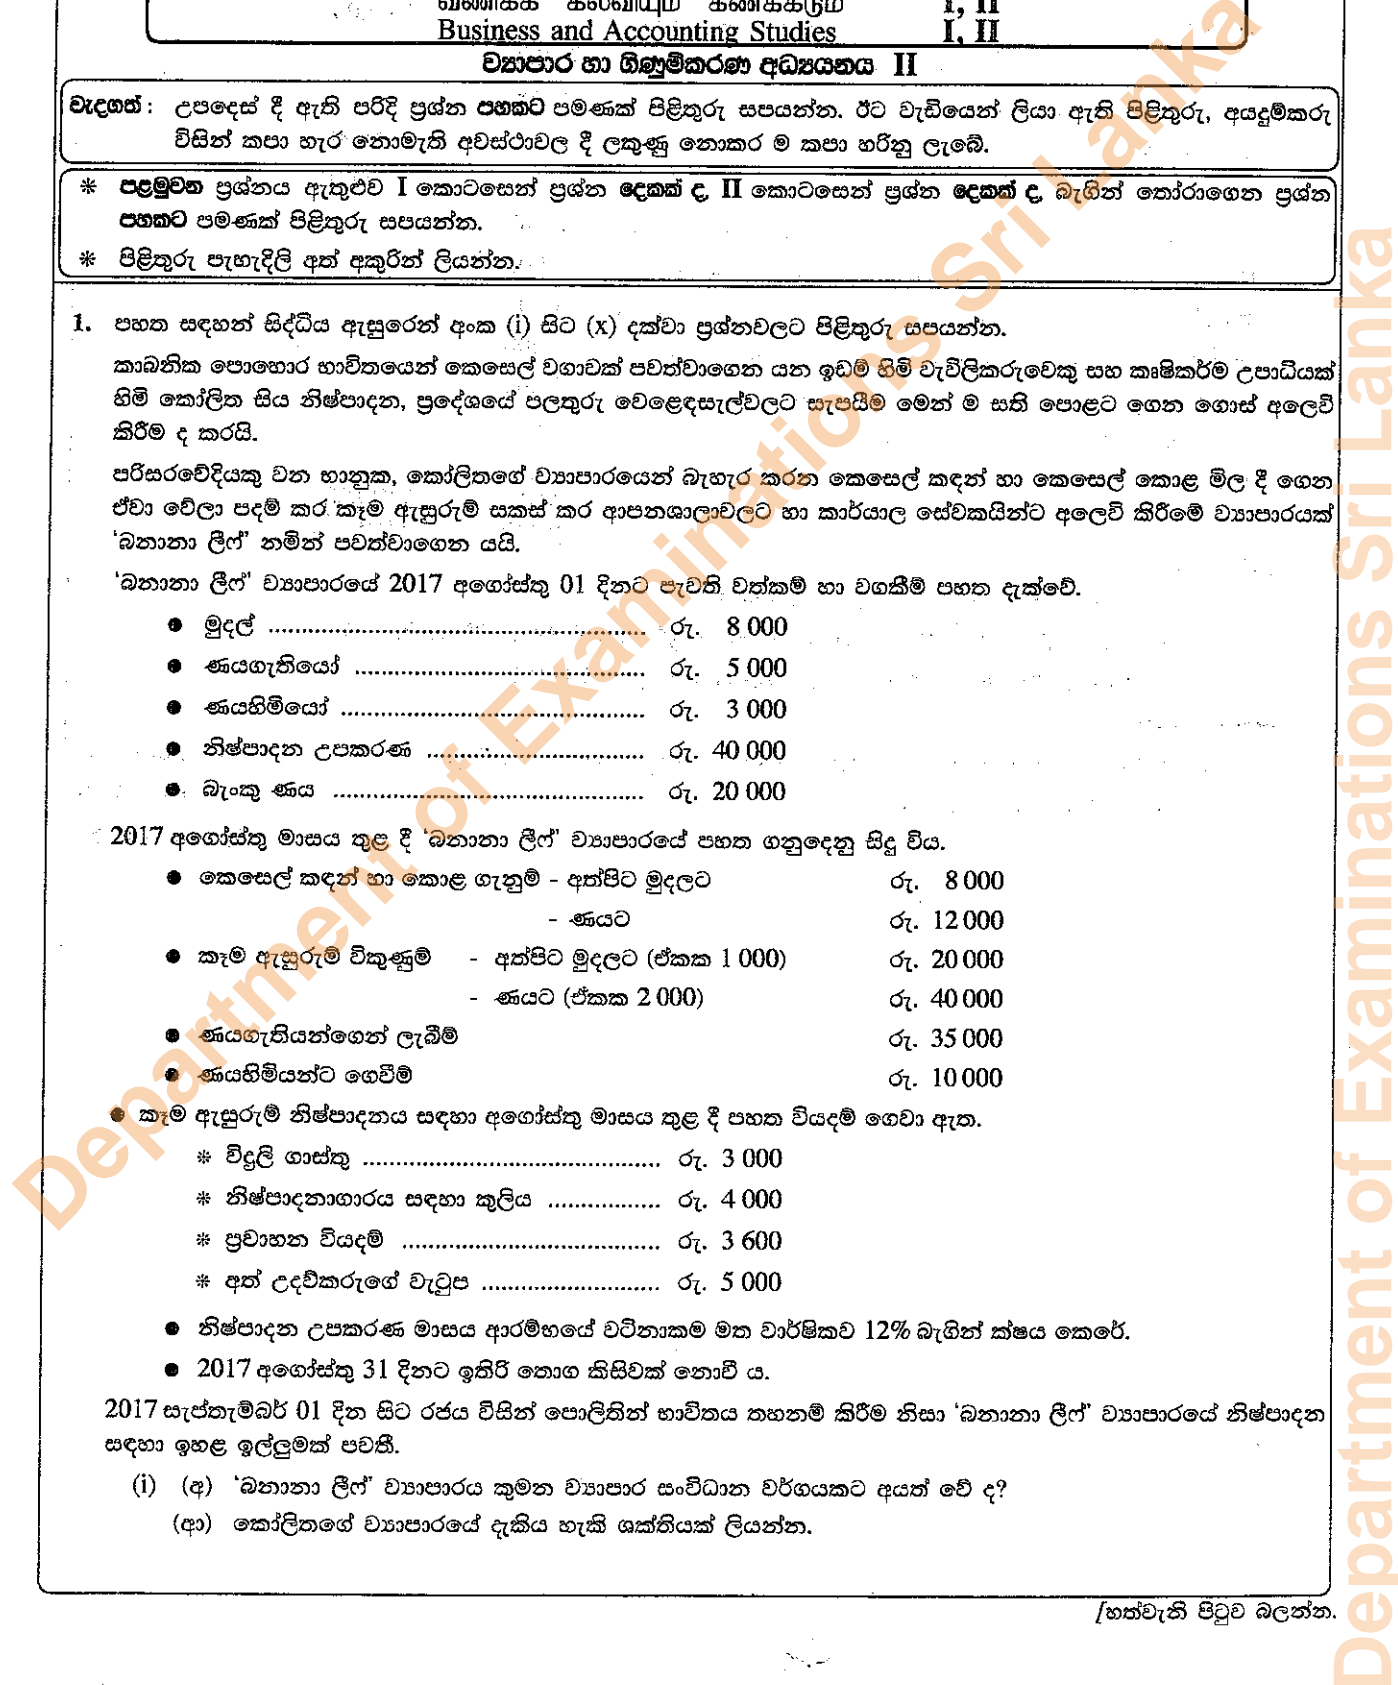 Business and Accounting Studies I, II
ව්‍යාපාර හා ගිණුම්කරණ අධ්‍යයනය II
වැදගත් : උපදෙස් දී ඇති පරිදි ප්‍රශ්න පහකට පමණක් පිළිතුරු සපයන්න. ඊට වැඩියෙන් ලියා ඇති පිළිතුරු, අයදුම්කරු
විසින් කපා හැර නොමැති අවස්ථාවල දී ලකුණු නොකර ම කපා හරිනු ලැබේ.
* පළමුවන ප්‍රශ්නය ඇතුළුව I කොටසෙන් ප්‍රශ්න දෙකක් ද, II කොටසෙන් ප්‍රශ්න දෙකක් ද, බැගින් තෝරාගෙන ප්‍රශ්න
පහකට පමණක් පිළිතුරු සපයන්න.
* පිළිතුරු පැහැදිලි අත් අකුරින් ලියන්න.
1. පහත සඳහන් සිද්ධිය ඇසුරෙන් අංක (i) සිට (x) දක්වා ප්‍රශ්නවලට පිළිතුරු සපයන්න.
කාබනික පොහොර භාවිතයෙන් කෙසෙල් වගාවක් පවත්වාගෙන යන ඉඩම් හිමි වැවිලිකරුවෙකු සහ කෘෂිකර්ම උපාධියක්
හිමි කෝලිත සිය නිෂ්පාදන, ප්‍රදේශයේ පලතුරු වෙළෙඳසැල්වලට සැපයීම මෙන් ම සති පොළට ගෙන ගොස් අලෙවි
කිරීම ද කරයි.
පරිසරවේදියකු වන භානුක, කෝලිතගේ ව්‍යාපාරයෙන් බැහැර කරන කෙසෙල් කඳන් හා කෙසෙල් කොළ මිල දී ගෙන
ඒවා වේලා පදම් කර කෑම ඇසුරුම් සකස් කර ආපනශාලාවලට හා කාර්යාල සේවකයින්ට අලෙවි කිරීමේ ව්‍යාපාරයක්
‘බනානා ලීෆ්’ නමින් පවත්වාගෙන යයි.
‘බනානා ලීෆ්’ ව්‍යාපාරයේ 2017 අගෝස්තු 01 දිනට පැවති වත්කම් හා වගකීම් පහත දැක්වේ.
● මුදල් ........................................................ රු. 8 000
● ණයගැතියෝ ........................................... රු. 5 000
● ණයහිමියෝ ............................................. රු. 3 000
● නිෂ්පාදන උපකරණ ................................ රු. 40 000
● බැංකු ණය .............................................. රු. 20 000
2017 අගෝස්තු මාසය තුළ දී ‘බනානා ලීෆ්’ ව්‍යාපාරයේ පහත ගනුදෙනු සිදු විය.
● කෙසෙල් කඳන් හා කොළ ගැනුම් - අත්පිට මුදලට රු. 8 000
- ණයට රු. 12 000
● කෑම ඇසුරුම් විකුණුම් - අත්පිට මුදලට (ඒකක 1 000) රු. 20 000
- ණයට (ඒකක 2 000) රු. 40 000
● ණයගැතියන්ගෙන් ලැබීම් රු. 35 000
● ණයහිමියන්ට ගෙවීම් රු. 10 000
● කෑම ඇසුරුම් නිෂ්පාදනය සඳහා අගෝස්තු මාසය තුළ දී පහත වියදම් ගෙවා ඇත.
* විදුලි ගාස්තු ............................................ රු. 3 000
* නිෂ්පාදනාගාරය සඳහා කුලිය ................. රු. 4 000
* ප්‍රවාහන වියදම් ...................................... රු. 3 600
* අත් උදව්කරුගේ වැටුප ........................... රු. 5 000
● නිෂ්පාදන උපකරණ මාසය ආරම්භයේ වටිනාකම මත වාර්ෂිකව 12% බැගින් ක්ෂය කෙරේ.
● 2017 අගෝස්තු 31 දිනට ඉතිරි තොග කිසිවක් නොවී ය.
2017 සැප්තැම්බර් 01 දින සිට රජය විසින් පොලිතින් භාවිතය තහනම් කිරීම නිසා ‘බනානා ලීෆ්’ ව්‍යාපාරයේ නිෂ්පාදන
සඳහා ඉහළ ඉල්ලුමක් පවතී.
(i) (අ) ‘බනානා ලීෆ්’ ව්‍යාපාරය කුමන ව්‍යාපාර සංවිධාන වර්ගයකට අයත් වේ ද?
(ආ) කෝලිතගේ ව්‍යාපාරයේ දැකිය හැකි ශක්තියක් ලියන්න.
[හත්වැනි පිටුව බලන්න.
Department of Examinations Sri Lanka
Department of Examinations Sri Lanka